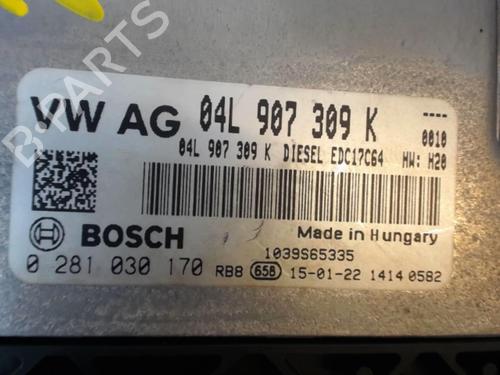 VW AG 04L 907 309 K ----
0010
04L 907 309 K DIESEL EDC17C64 HW: H20
BOSCH Made in Hungary
1039S65335
0 281 030 170 RB8 658 15-01-22 1414 0582
B-Parts